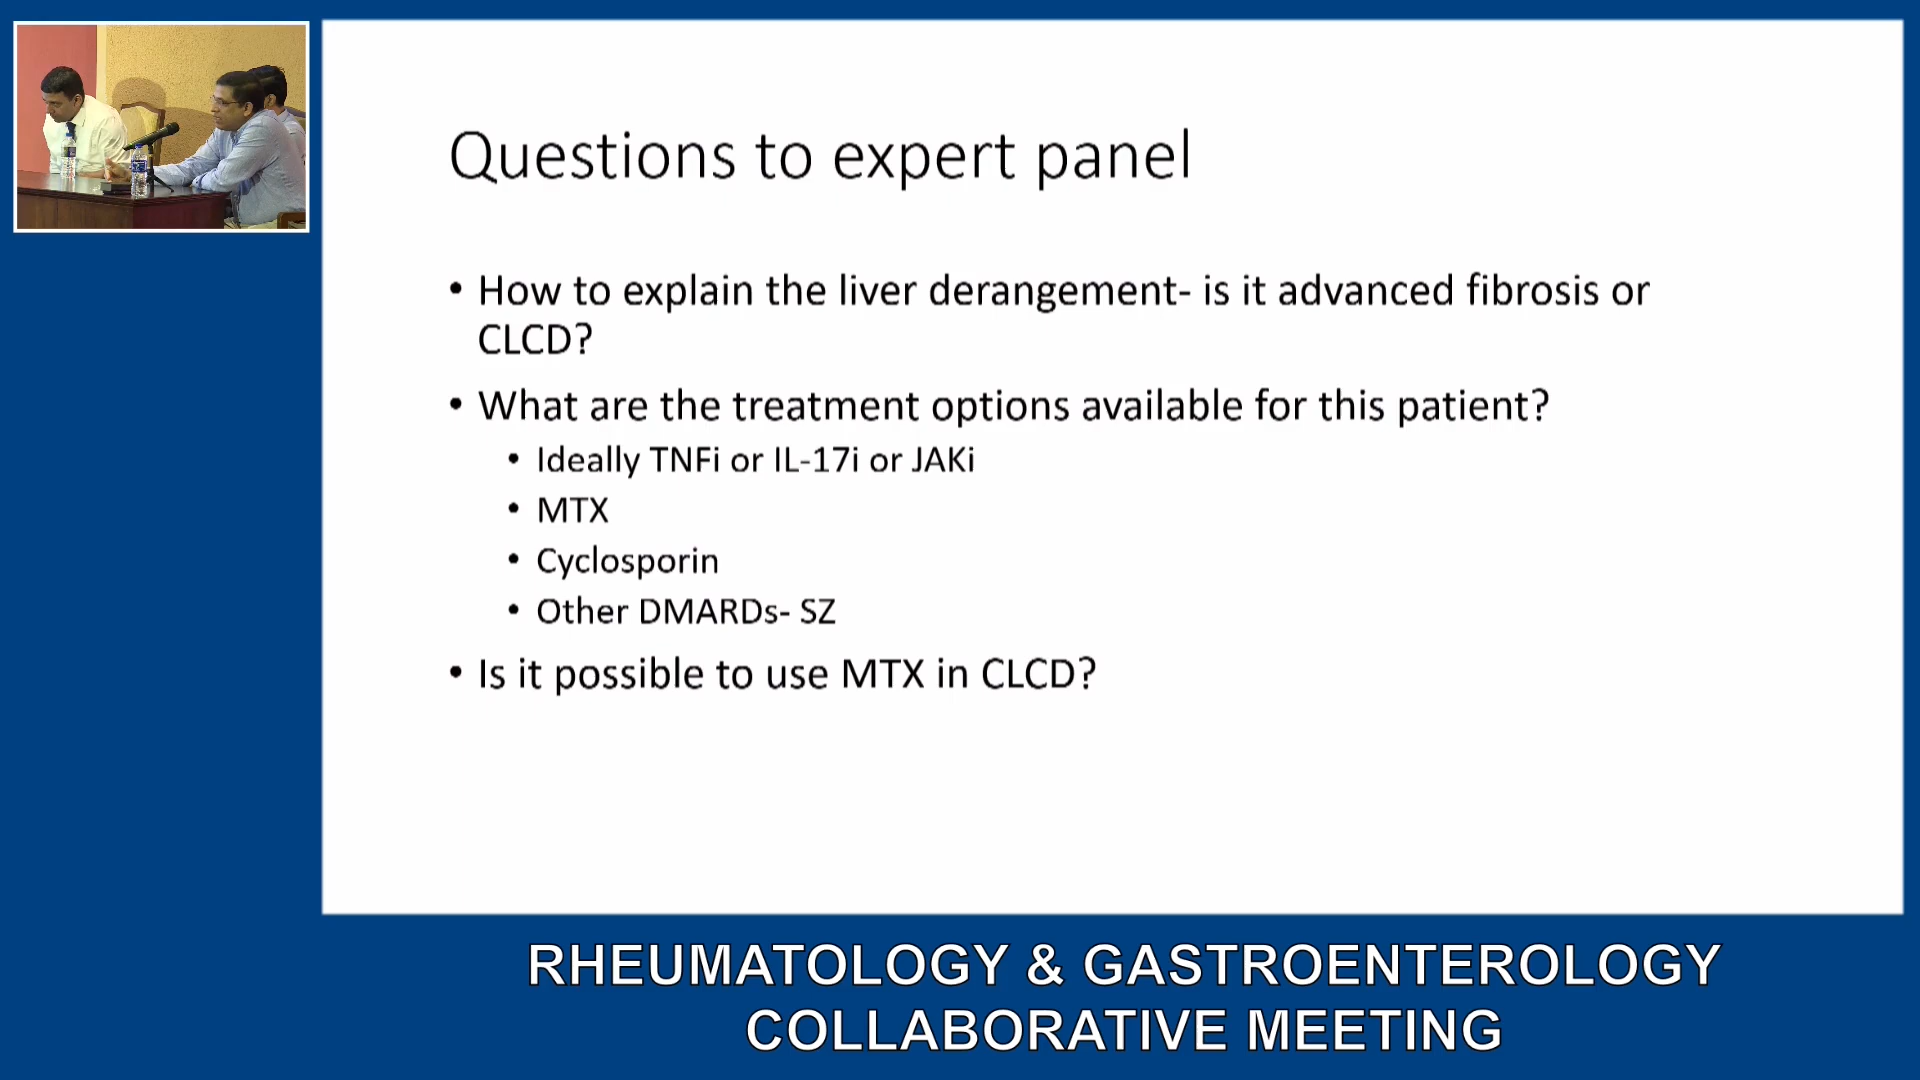 Questions to expert panel
• How to explain the liver derangement- is it advanced fibrosis or
CLCD?
• What are the treatment options available for this patient?
• Ideally TNFi or IL-17i or JAKi
• MTX
• Cyclosporin
• Other DMARDs- SZ
• Is it possible to use MTX in CLCD?
RHEUMATOLOGY & GASTROENTEROLOGY
COLLABORATIVE MEETING